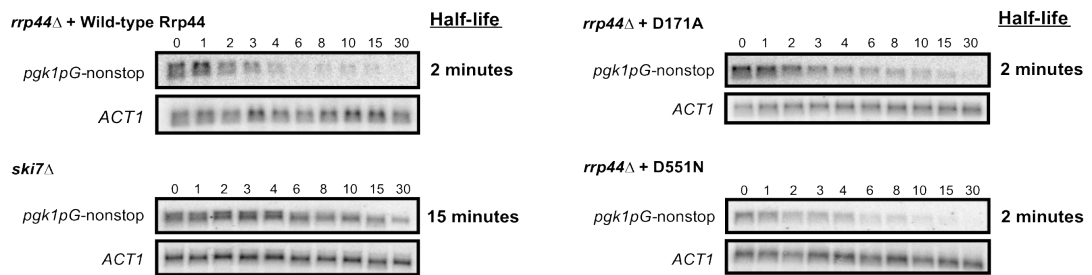 rrp44Δ + Wild-type Rrp44
Half-life
0 1 2 3 4 6 8 10 15 30
pgk1pG-nonstop
2 minutes
ACT1
rrp44Δ + D171A
Half-life
0 1 2 3 4 6 8 10 15 30
pgk1pG-nonstop
2 minutes
ACT1
ski7Δ
0 1 2 3 4 6 8 10 15 30
pgk1pG-nonstop
15 minutes
ACT1
rrp44Δ + D551N
0 1 2 3 4 6 8 10 15 30
pgk1pG-nonstop
2 minutes
ACT1